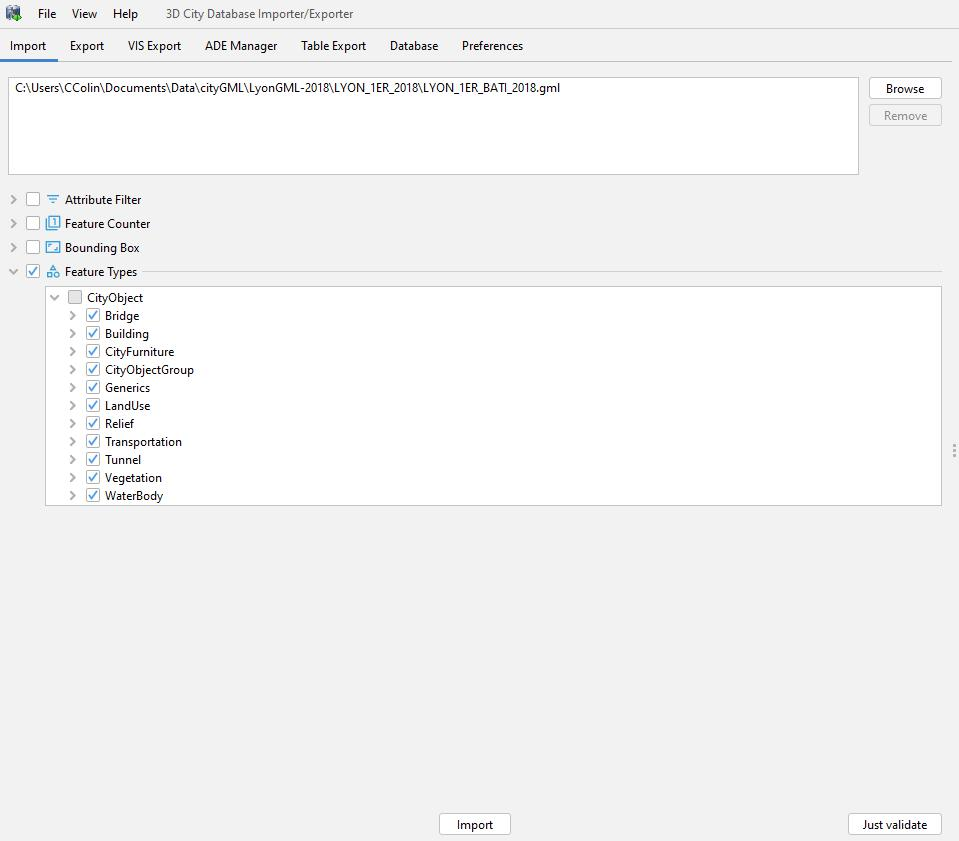 File View Help 3D City Database Importer/Exporter
Import Export VIS Export ADE Manager Table Export Database Preferences
C:\Users\CColin\Documents\Data\cityGML\LyonGML-2018\LYON_1ER_2018\LYON_1ER_BATI_2018.gml
Browse
Remove
Attribute Filter
1 Feature Counter
Bounding Box
Feature Types
CityObject
Bridge
Building
CityFurniture
CityObjectGroup
Generics
LandUse
Relief
Transportation
Tunnel
Vegetation
WaterBody
Import Just validate